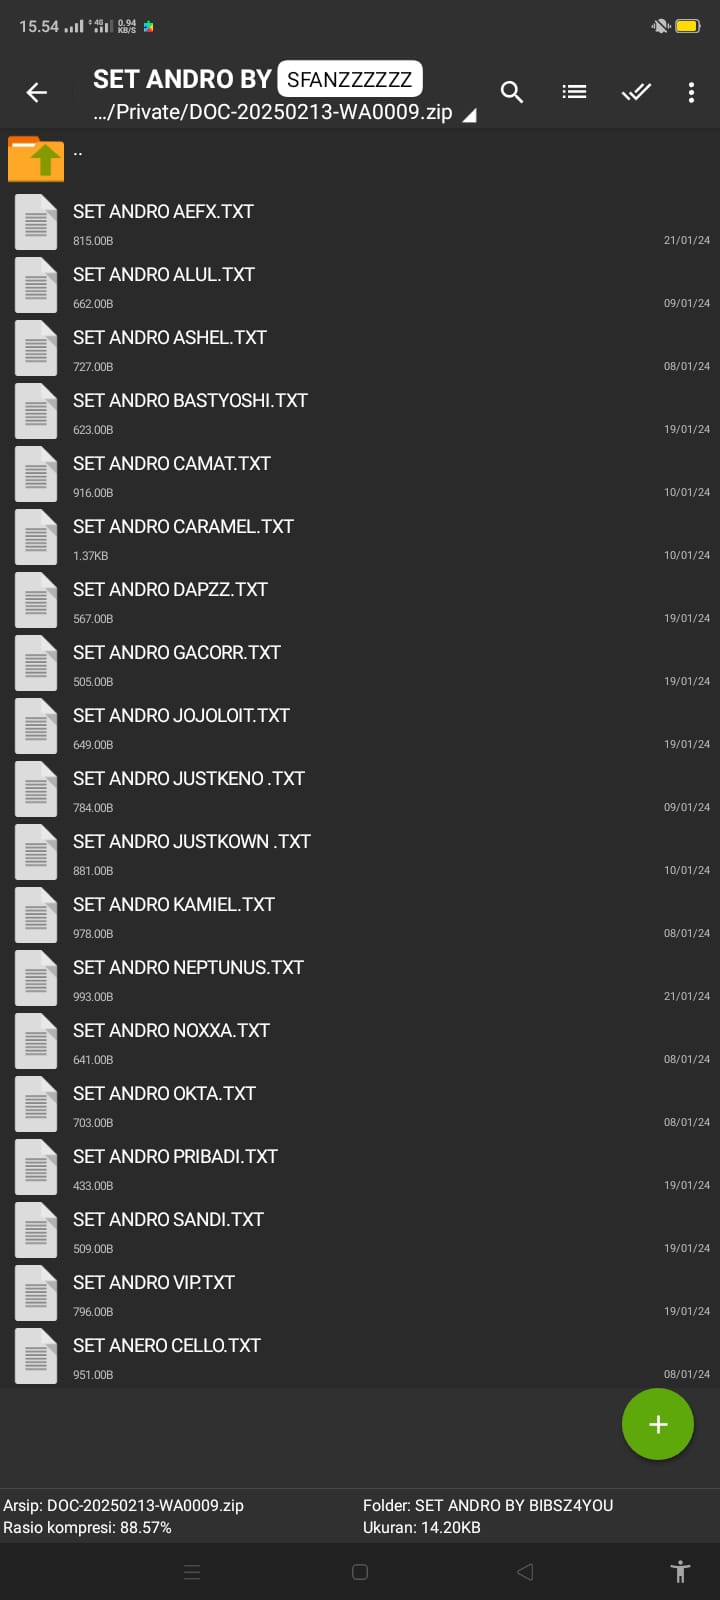 15.54 4G 0.94 KB/S
SET ANDRO BY SFANZZZZZZ
.../Private/DOC-20250213-WA0009.zip
..
SET ANDRO AEFX.TXT
815.00B 21/01/24
SET ANDRO ALUL.TXT
662.00B 09/01/24
SET ANDRO ASHEL.TXT
727.00B 08/01/24
SET ANDRO BASTYOSHI.TXT
623.00B 19/01/24
SET ANDRO CAMAT.TXT
916.00B 10/01/24
SET ANDRO CARAMEL.TXT
1.37KB 10/01/24
SET ANDRO DAPZZ.TXT
567.00B 19/01/24
SET ANDRO GACORR.TXT
505.00B 19/01/24
SET ANDRO JOJOLOIT.TXT
649.00B 19/01/24
SET ANDRO JUSTKENO .TXT
784.00B 09/01/24
SET ANDRO JUSTKOWN .TXT
881.00B 10/01/24
SET ANDRO KAMIEL.TXT
978.00B 08/01/24
SET ANDRO NEPTUNUS.TXT
993.00B 21/01/24
SET ANDRO NOXXA.TXT
641.00B 08/01/24
SET ANDRO OKTA.TXT
703.00B 08/01/24
SET ANDRO PRIBADI.TXT
433.00B 19/01/24
SET ANDRO SANDI.TXT
509.00B 19/01/24
SET ANDRO VIP.TXT
796.00B 19/01/24
SET ANERO CELLO.TXT
951.00B 08/01/24
Arsip: DOC-20250213-WA0009.zip Folder: SET ANDRO BY BIBSZ4YOU
Rasio kompresi: 88.57% Ukuran: 14.20KB